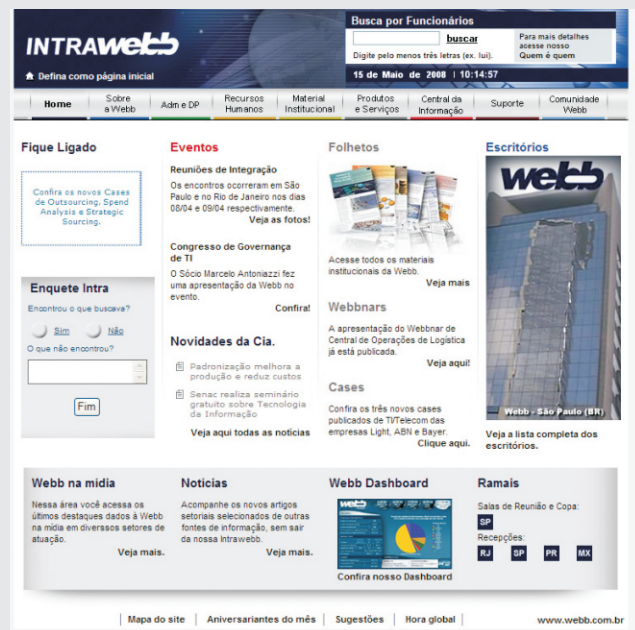 INTRAWebb
Defina como página inicial
Busca por Funcionários
buscar
Digite pelo menos três letras (ex. lui).
Para mais detalhes
acesse nosso
Quem é quem
15 de Maio de 2008 | 10:14:57
Home
Sobre
a Webb
Adm e DP
Recursos
Humanos
Material
Institucional
Produtos
e Serviços
Central da
Informação
Suporte
Comunidade
Webb
Fique Ligado
Confira os novos Cases
de Outsourcing, Spend
Analysis e Strategic
Sourcing.
Enquete Intra
Encontrou o que buscava?
Sim
Não
O que não encontrou?
Fim
Eventos
Reuniões de Integração
Os encontros ocorreram em São
Paulo e no Rio de Janeiro nos dias
08/04 e 09/04 respectivamente.
Veja as fotos!
Congresso de Governança
de TI
O Sócio Marcelo Antoniazzi fez
uma apresentação da Webb no
evento.
Confira!
Novidades da Cia.
Padronização melhora a
produção e reduz custos
Senac realiza seminário
gratuito sobre Tecnologia
da Informação
Veja aqui todas as notícias
Folhetos
Acesse todos os materiais
institucionais da Webb.
Veja mais
Webbnars
A apresentação do Webbnar de
Central de Operações de Logística
já está publicada.
Veja aqui!
Cases
Confira os três novos cases
publicados de TI/Telecom das
empresas Light, ABN e Bayer.
Clique aqui.
Escritórios
webb
Webb - São Paulo (BR)
Veja a lista completa dos
escritórios.
Webb na mídia
Nessa área você acessa os
últimos destaques dados à Webb
na mídia em diverssos setores de
atuação.
Veja mais.
Noticias
Acompanhe os novos artigos
setoriais selecionados de outras
fontes de informação, sem sair
da nossa Intrawebb.
Veja mais.
Webb Dashboard
Confira nosso Dashboard
Ramais
Salas de Reunião e Copa:
SP
Recepções:
RJ SP PR MX
Mapa do site | Aniversariantes do mês | Sugestões | Hora global |
www.webb.com.br